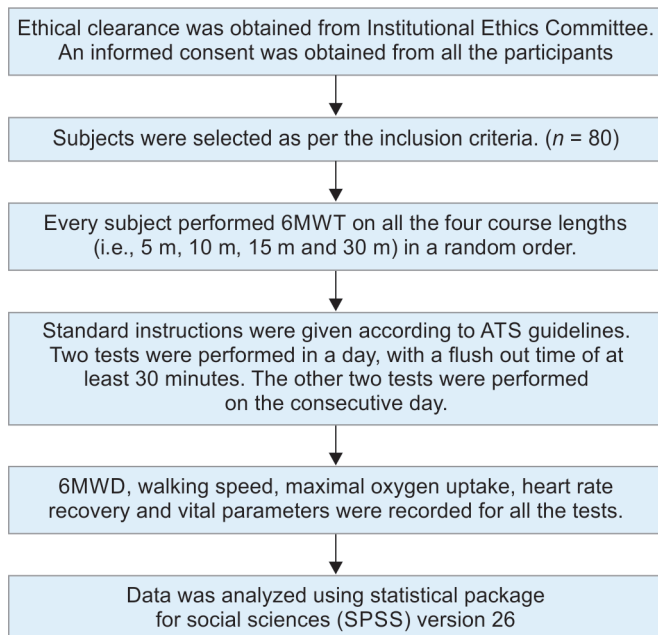 Ethical clearance was obtained from Institutional Ethics Committee.
An informed consent was obtained from all the participants
Subjects were selected as per the inclusion criteria. (n = 80)
Every subject performed 6MWT on all the four course lengths
(i.e., 5 m, 10 m, 15 m and 30 m) in a random order.
Standard instructions were given according to ATS guidelines.
Two tests were performed in a day, with a flush out time of at
least 30 minutes. The other two tests were performed
on the consecutive day.
6MWD, walking speed, maximal oxygen uptake, heart rate
recovery and vital parameters were recorded for all the tests.
Data was analyzed using statistical package
for social sciences (SPSS) version 26